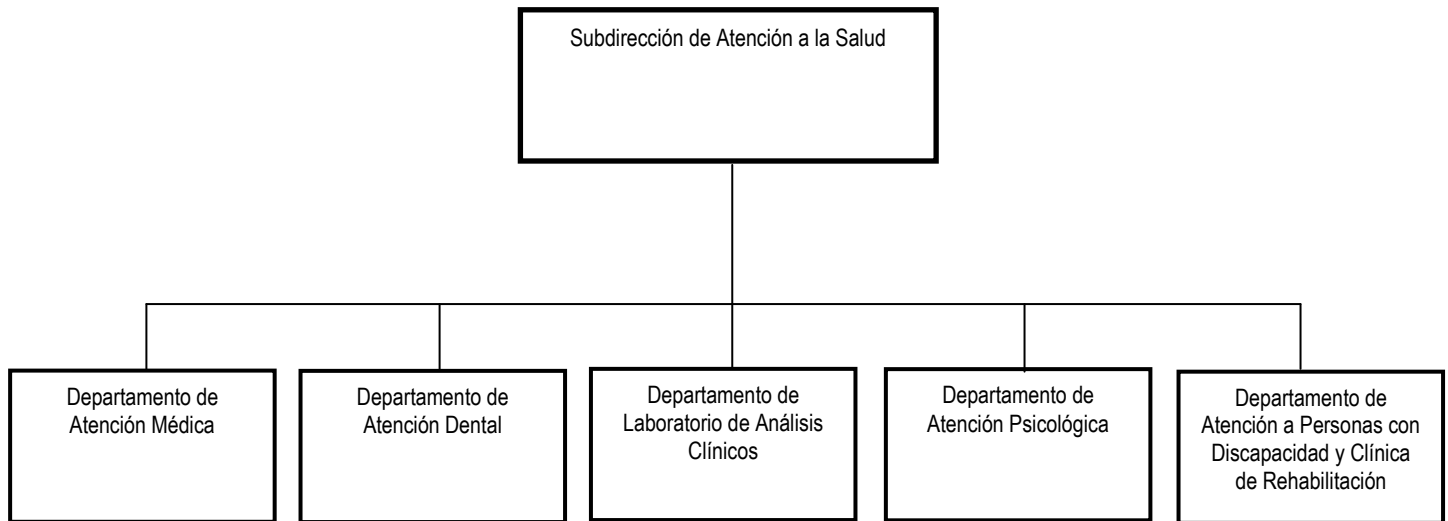 Subdirección de Atención a la Salud
Departamento de
Atención Médica
Departamento de
Atención Dental
Departamento de
Laboratorio de Análisis
Clínicos
Departamento de
Atención Psicológica
Departamento de
Atención a Personas con
Discapacidad y Clínica
de Rehabilitación